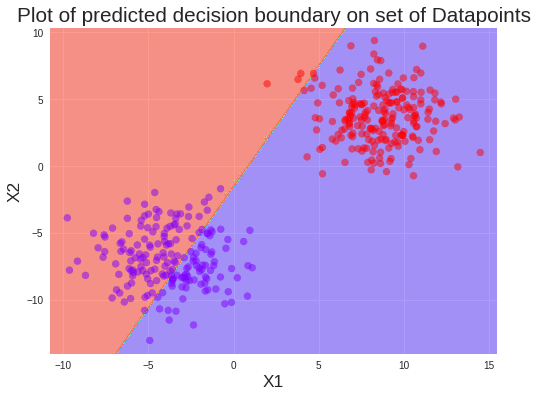 Plot of predicted decision boundary on set of Datapoints
10
5
0
−5
−10
X2
−10 −5 0 5 10 15
X1